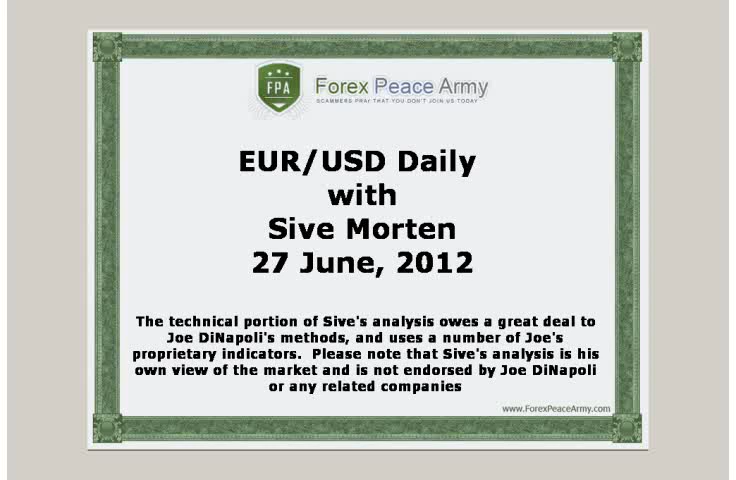 FPA
Forex Peace Army
SCAMMERS PRAY THAT YOU DON'T JOIN US TODAY
EUR/USD Daily
with
Sive Morten
27 June, 2012
The technical portion of Sive's analysis owes a great deal to
Joe DiNapoli's methods, and uses a number of Joe's
proprietary indicators.  Please note that Sive's analysis is his
own view of the market and is not endorsed by Joe DiNapoli
or any related companies
www.ForexPeaceArmy.com